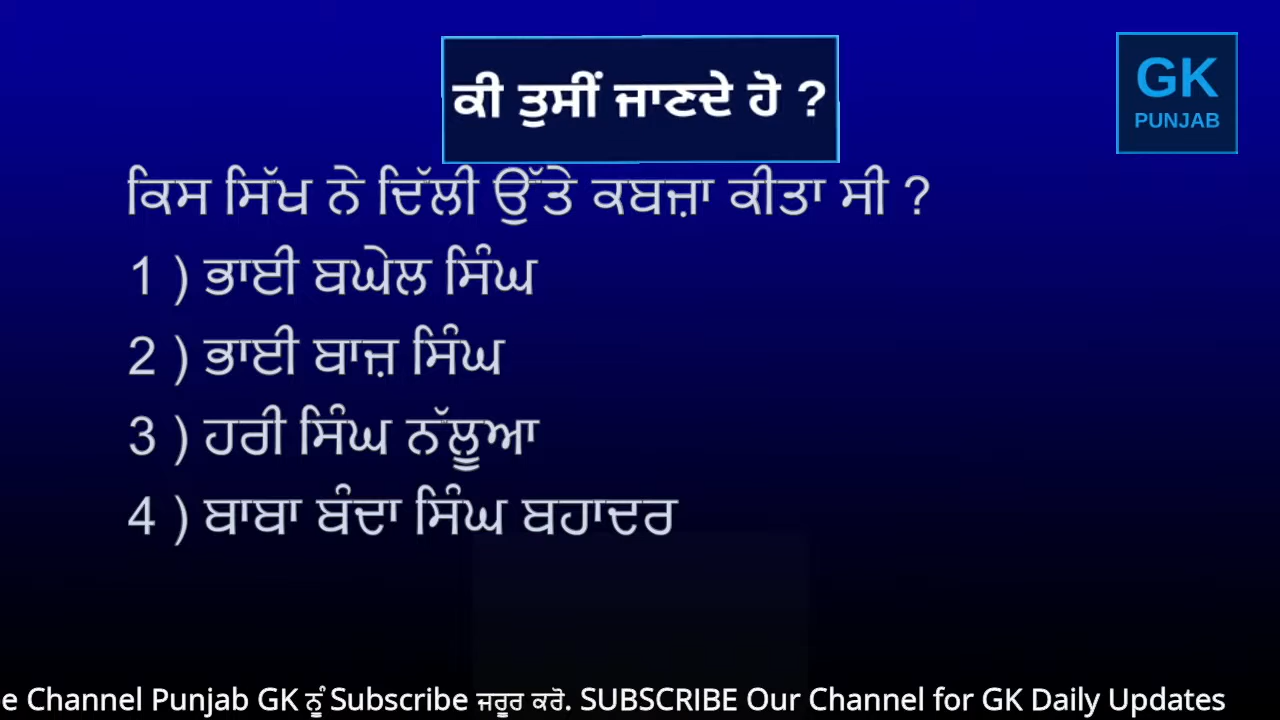 ਕੀ ਤੁਸੀਂ ਜਾਣਦੇ ਹੋ ?
GK
PUNJAB
ਕਿਸ ਸਿੱਖ ਨੇ ਦਿੱਲੀ ਉੱਤੇ ਕਬਜ਼ਾ ਕੀਤਾ ਸੀ ?
1 ) ਭਾਈ ਬਘੇਲ ਸਿੰਘ
2 ) ਭਾਈ ਬਾਜ਼ ਸਿੰਘ
3 ) ਹਰੀ ਸਿੰਘ ਨੱਲੂਆ
4 ) ਬਾਬਾ ਬੰਦਾ ਸਿੰਘ ਬਹਾਦਰ
e Channel Punjab GK ਨੂੰ Subscribe ਜਰੂਰ ਕਰੋ. SUBSCRIBE Our Channel for GK Daily Updates